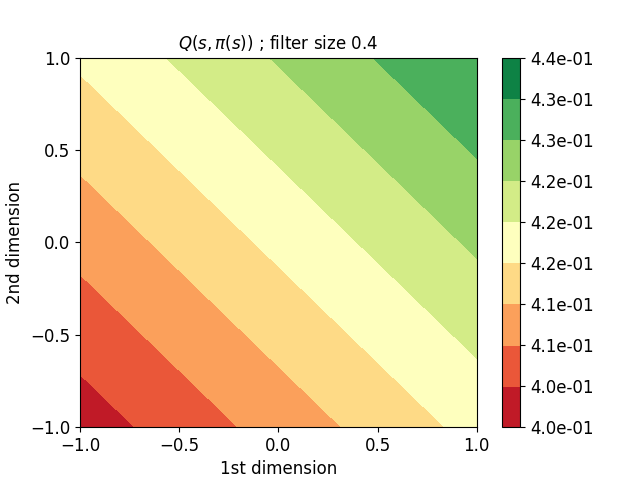 Q(s, π(s)) ; filter size 0.4
1.0
0.5
0.0
−0.5
−1.0
2nd dimension
−1.0 −0.5 0.0 0.5 1.0
1st dimension
4.4e-01
4.3e-01
4.3e-01
4.2e-01
4.2e-01
4.2e-01
4.1e-01
4.1e-01
4.0e-01
4.0e-01